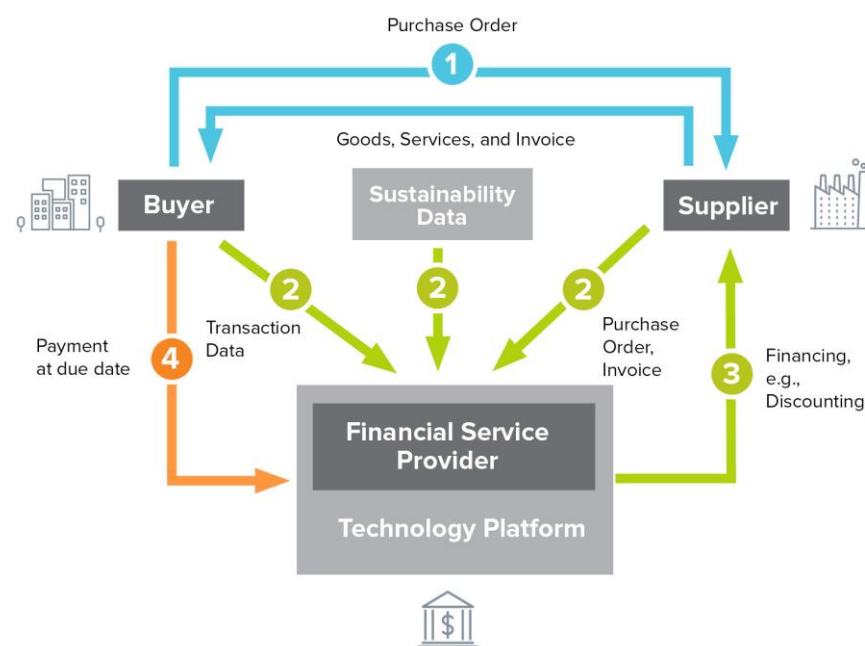 Purchase Order
1
Goods, Services, and Invoice
Buyer
Sustainability
Data
Supplier
2
2
2
Transaction
Data
Purchase
Order,
Invoice
Payment
at due date
4
3
Financing,
e.g.,
Discounting
Financial Service
Provider
Technology Platform
$